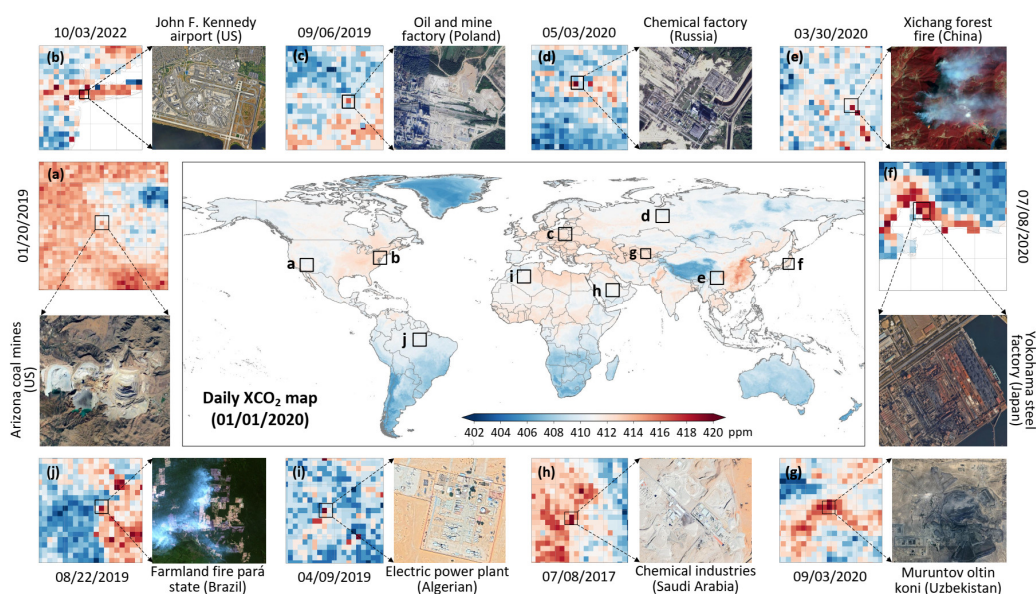 10/03/2022
John F. Kennedy
airport (US)
09/06/2019
Oil and mine
factory (Poland)
05/03/2020
Chemical factory
(Russia)
03/30/2020
Xichang forest
fire (China)
(b)
(c)
(d)
(e)
(a)
01/20/2019
Arizona coal mines
(US)
(f)
07/08/2020
Yokohama steel
factory (Japan)
a
b
c
d
e
f
g
h
i
j
Daily XCO₂ map
(01/01/2020)
402 404 406 408 410 412 414 416 418 420 ppm
(j)
(i)
(h)
(g)
08/22/2019
Farmland fire pará
state (Brazil)
04/09/2019
Electric power plant
(Algerian)
07/08/2017
Chemical industries
(Saudi Arabia)
09/03/2020
Muruntov oltin
koni (Uzbekistan)